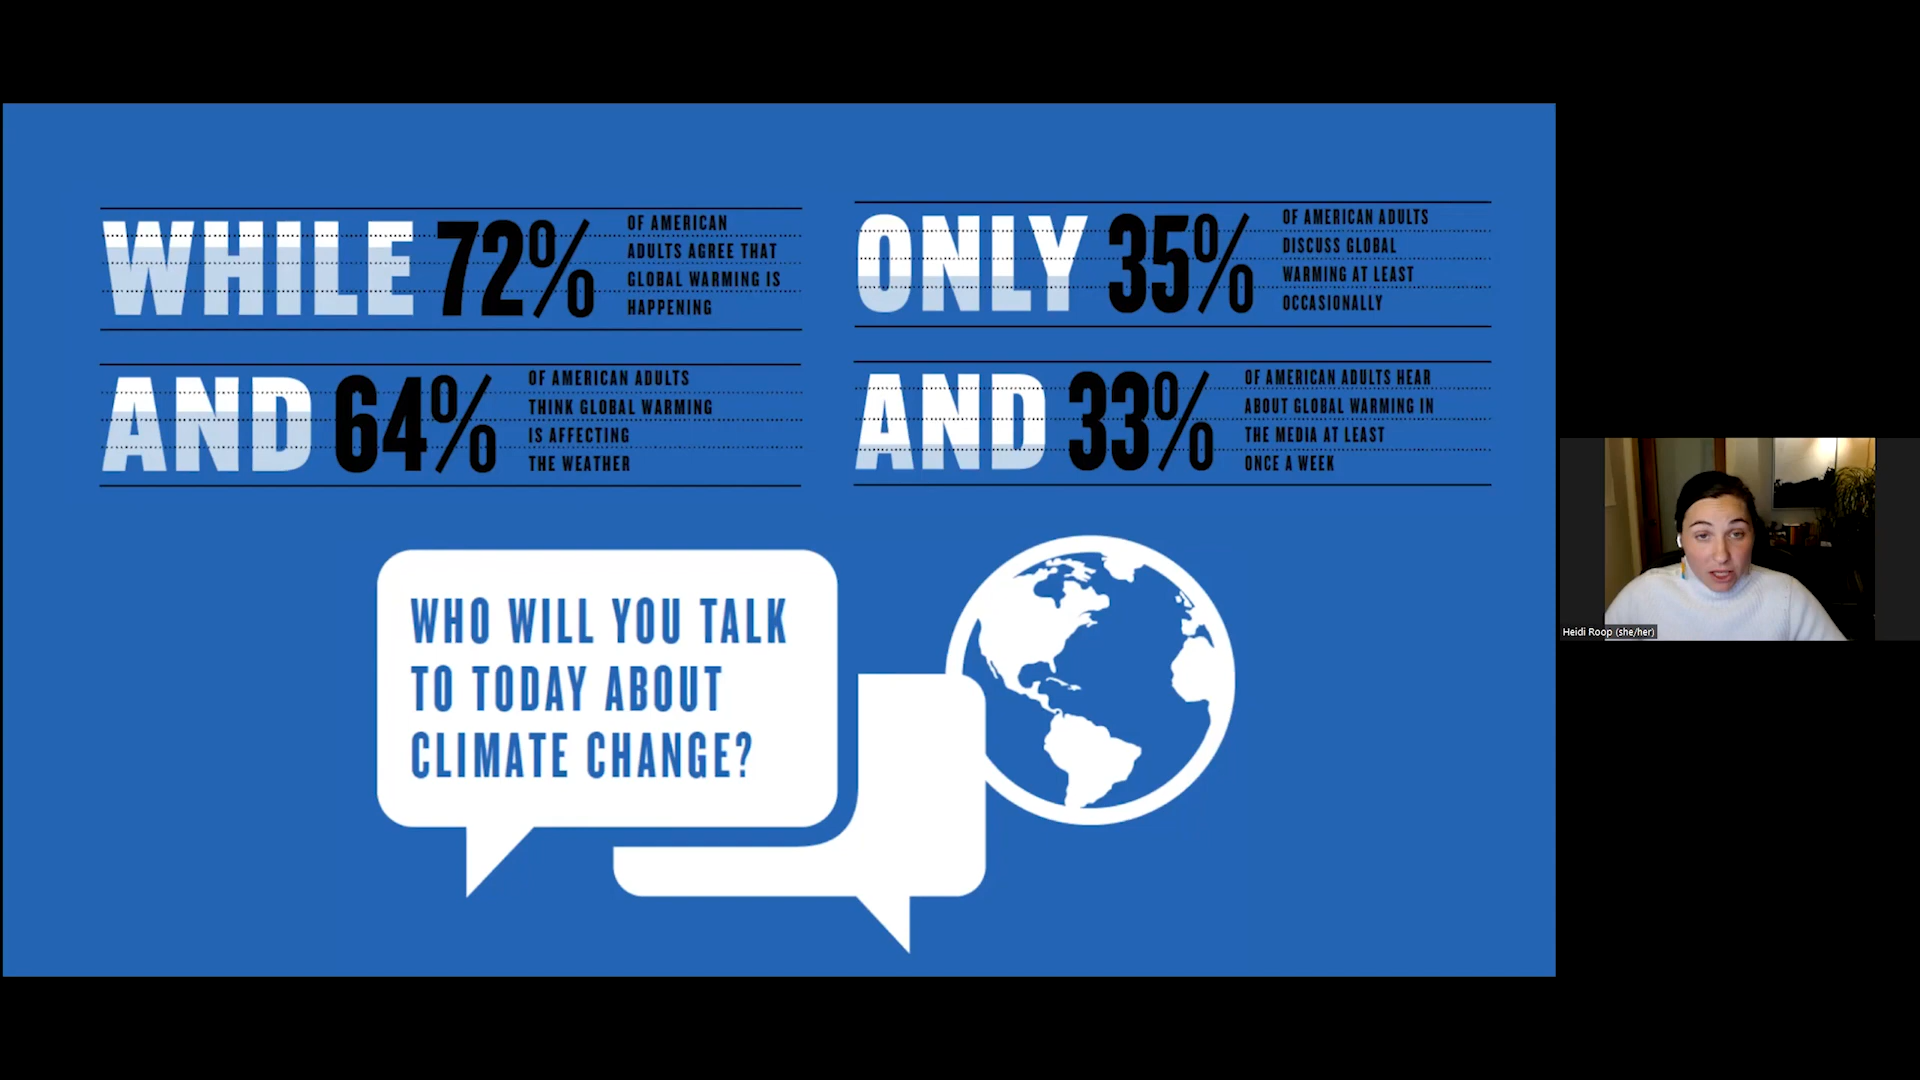 WHILE 72%
OF AMERICAN
ADULTS AGREE THAT
GLOBAL WARMING IS
HAPPENING
ONLY 35%
OF AMERICAN ADULTS
DISCUSS GLOBAL
WARMING AT LEAST
OCCASIONALLY
AND 64%
OF AMERICAN ADULTS
THINK GLOBAL WARMING
IS AFFECTING
THE WEATHER
AND 33%
OF AMERICAN ADULTS HEAR
ABOUT GLOBAL WARMING IN
THE MEDIA AT LEAST
ONCE A WEEK
WHO WILL YOU TALK
TO TODAY ABOUT
CLIMATE CHANGE?
Heidi Roop (she/her)